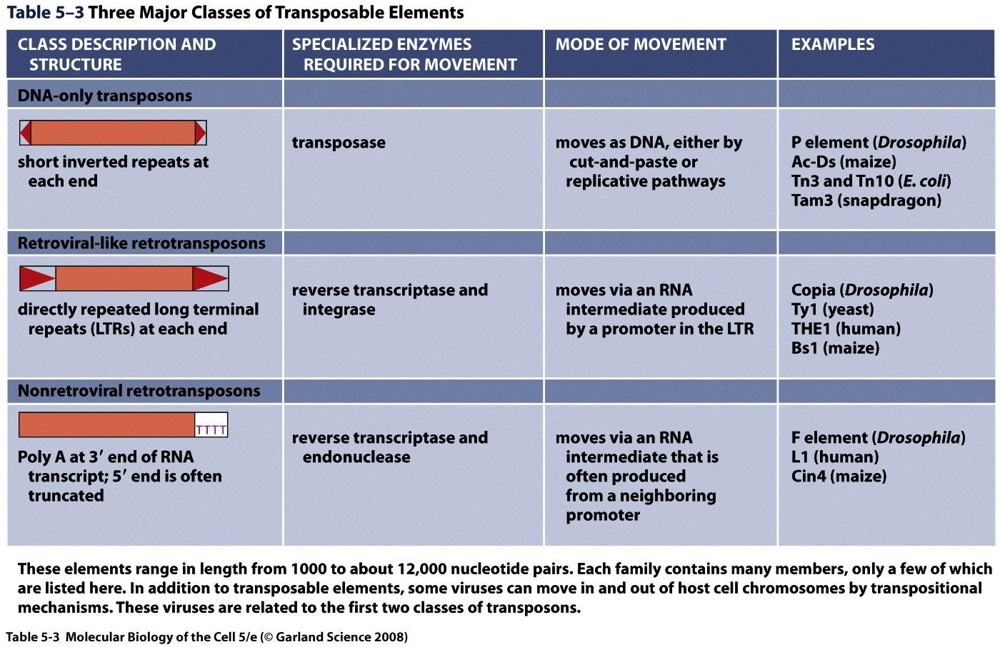 Table 5–3 Three Major Classes of Transposable Elements
CLASS DESCRIPTION AND
STRUCTURE
SPECIALIZED ENZYMES
REQUIRED FOR MOVEMENT
MODE OF MOVEMENT
EXAMPLES
DNA-only transposons
short inverted repeats at
each end
transposase
moves as DNA, either by
cut-and-paste or
replicative pathways
P element (Drosophila)
Ac-Ds (maize)
Tn3 and Tn10 (E. coli)
Tam3 (snapdragon)
Retroviral-like retrotransposons
directly repeated long terminal
repeats (LTRs) at each end
reverse transcriptase and
integrase
moves via an RNA
intermediate produced
by a promoter in the LTR
Copia (Drosophila)
Ty1 (yeast)
THE1 (human)
Bs1 (maize)
Nonretroviral retrotransposons
TTTT
Poly A at 3′ end of RNA
transcript; 5′ end is often
truncated
reverse transcriptase and
endonuclease
moves via an RNA
intermediate that is
often produced
from a neighboring
promoter
F element (Drosophila)
L1 (human)
Cin4 (maize)
These elements range in length from 1000 to about 12,000 nucleotide pairs. Each family contains many members, only a few of which
are listed here. In addition to transposable elements, some viruses can move in and out of host cell chromosomes by transpositional
mechanisms. These viruses are related to the first two classes of transposons.
Table 5-3 Molecular Biology of the Cell 5/e (© Garland Science 2008)